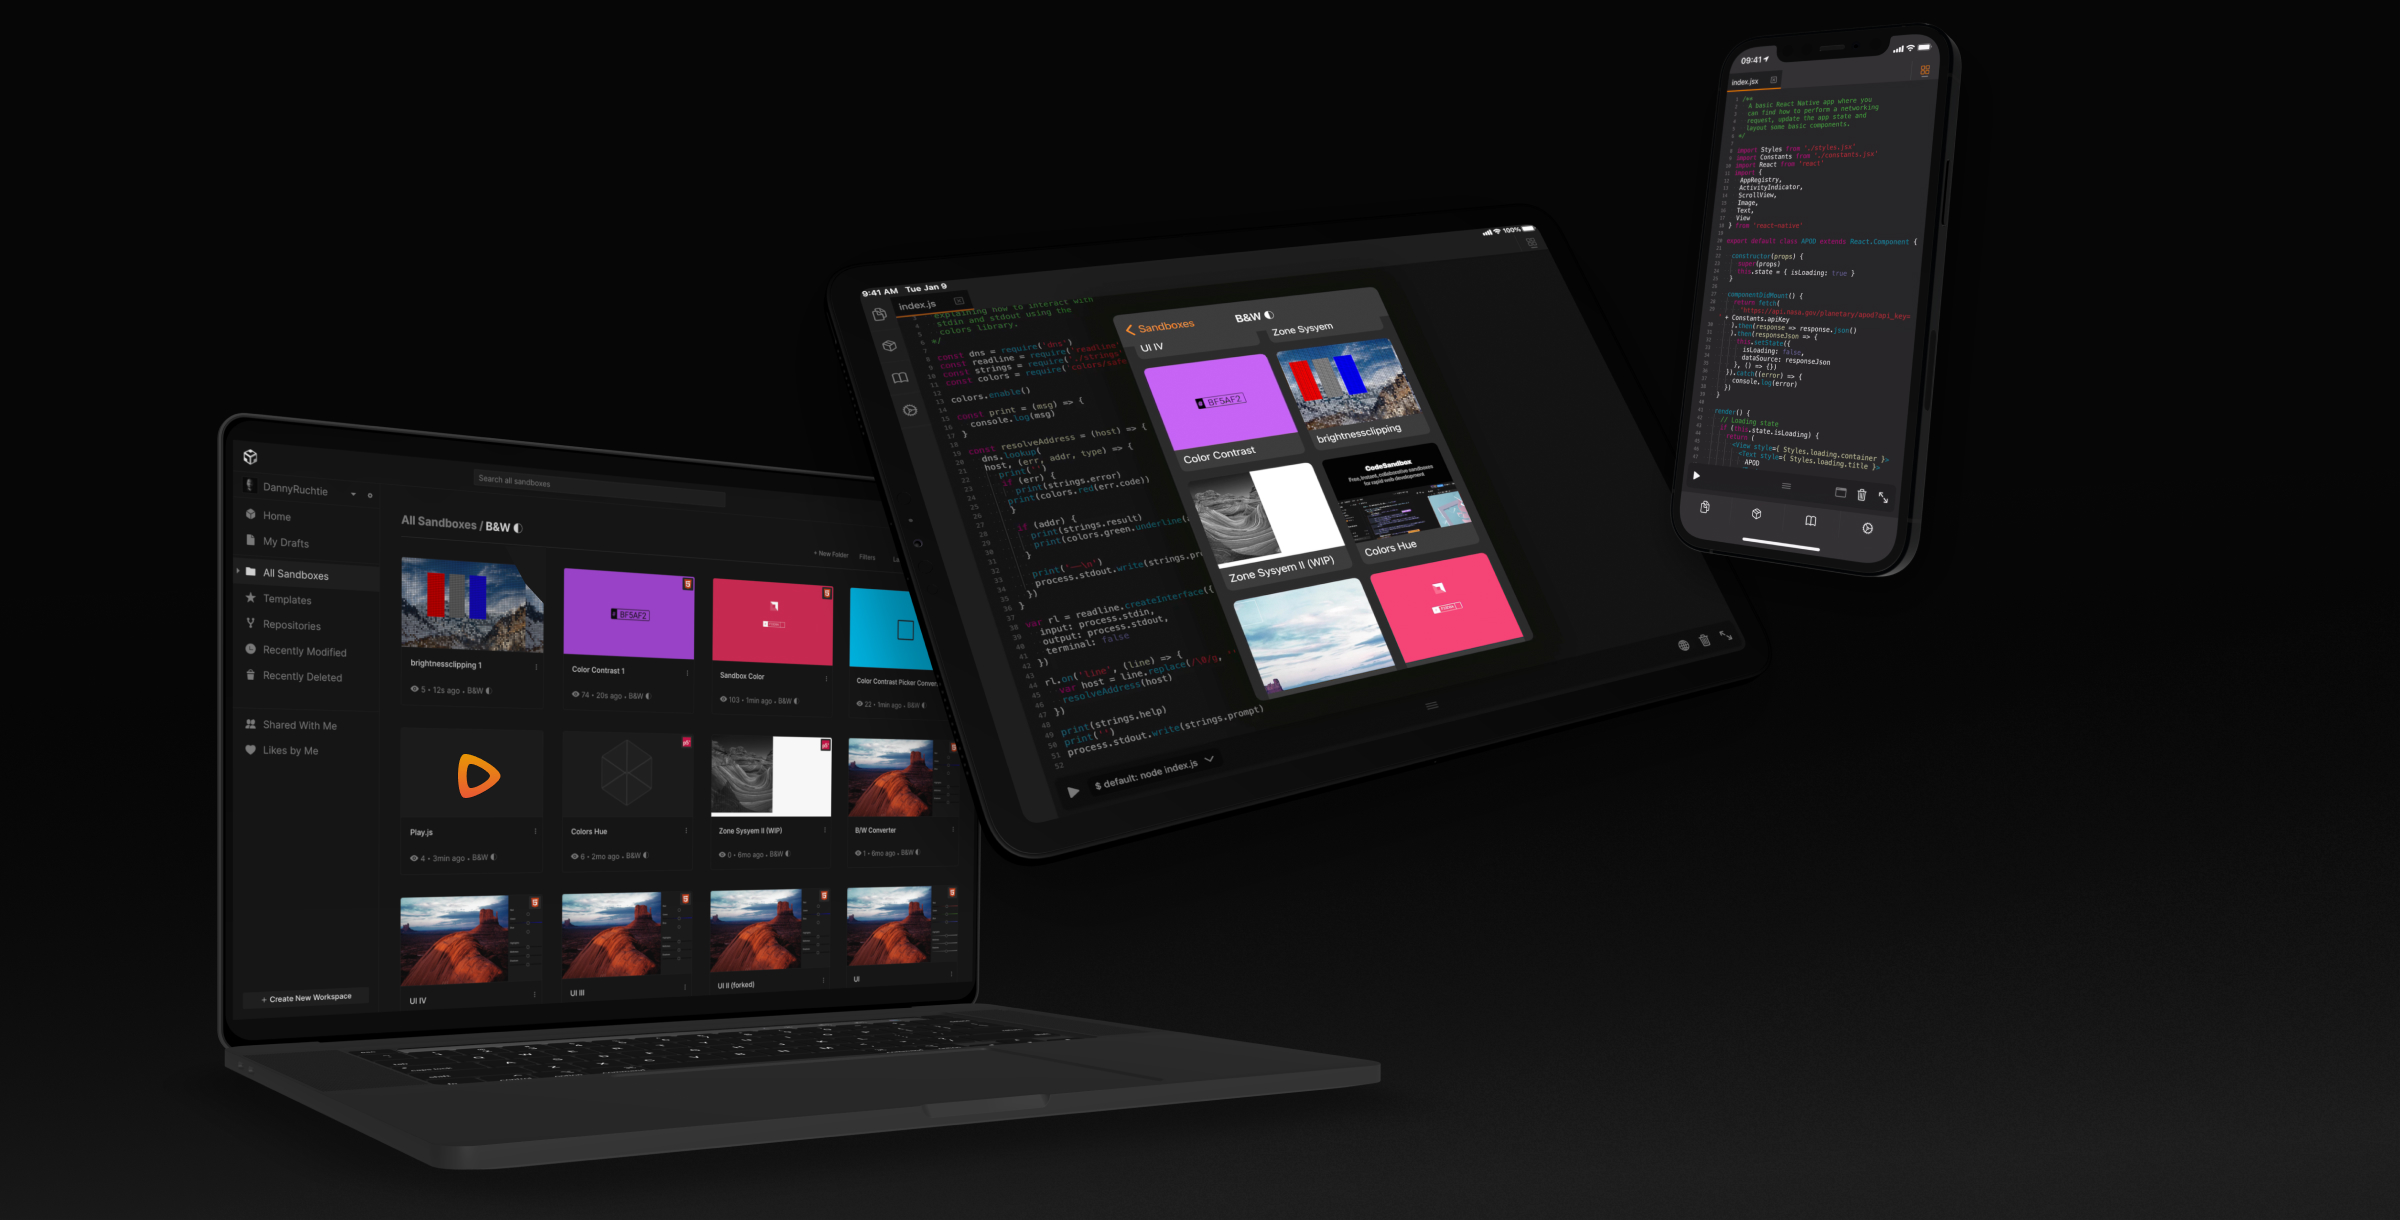 DannyRuchtie
Search all sandboxes
Home
My Drafts
All Sandboxes
Templates
Repositories
Recently Modified
Recently Deleted
Shared With Me
Likes by Me
+ Create New Workspace
All Sandboxes / B&W
+ New Folder
Filters
brightnessclipping 1
5 • 12s ago • B&W
BF5AF2
Color Contrast 1
74 • 20s ago • B&W
Sandbox Color
103 • 1min ago • B&W
Color Contrast Picker Conver
22 • 1min ago • B&W
Play.js
4 • 3min ago • B&W
Colors Hue
6 • 2mo ago • B&W
Zone Sysyem II (WIP)
0 • 6mo ago • B&W
B/W Converter
1 • 8mo ago • B&W
UI IV
UI III
UI II (forked)
UI
9:41 AM Tue Jan 9
100%
index.js
explaining how to interact with
stdin and stdout using the
colors library.
*/
const dns = require('dns')
const readline = require('readline'
const strings = require('./strings
const colors = require('colors/safe
colors.enable()
const print = (msg) => {
console.log(msg)
}
const resolveAddress = (host) => {
dns.lookup(
host, (err, addr, type) => {
print('')
if (err) {
print(strings.error)
print(colors.red(err.code))
}
if (addr) {
print(strings.result)
print(colors.green.underline(
}
print('~~\n')
process.stdout.write(strings.pr
})
}
var rl = readline.createInterface({
input: process.stdin,
output: process.stdout,
terminal: false
})
rl.on('line', (line) => {
var host = line.replace(/\0/g, '
resolveAddress(host)
})
print(strings.help)
print('')
process.stdout.write(strings.prompt)
$ default: node index.js
Sandboxes
B&W
UI IV
Zone Sysyem
BF5AF2
Color Contrast
brightnessclipping
Zone Sysyem II (WIP)
CodeSandbox
Free, instant, collaborative sandboxes
for rapid web development
Colors Hue
09:41
index.jsx
/**
A basic React Native app where you
can find how to perform a networking
request, update the app state and
layout some basic components.
*/
import Styles from './styles.jsx'
import Constants from './constants.jsx'
import React from 'react'
import {
AppRegistry,
ActivityIndicator,
ScrollView,
Image,
Text,
View
} from 'react-native'
export default class APOD extends React.Component {
constructor(props) {
super(props)
this.state = { isLoading: true }
}
componentDidMount() {
return fetch(
'https://api.nasa.gov/planetary/apod?api_key=
+ Constants.apiKey
).then(response => response.json()
).then(responseJson => {
this.setState({
isLoading: false,
dataSource: responseJson
}, () => {})
}).catch((error) => {
console.log(error)
})
}
render() {
// Loading state
if (this.state.isLoading) {
return (
<View style={ Styles.loading.container }>
<Text style={ Styles.loading.title }>
APOD